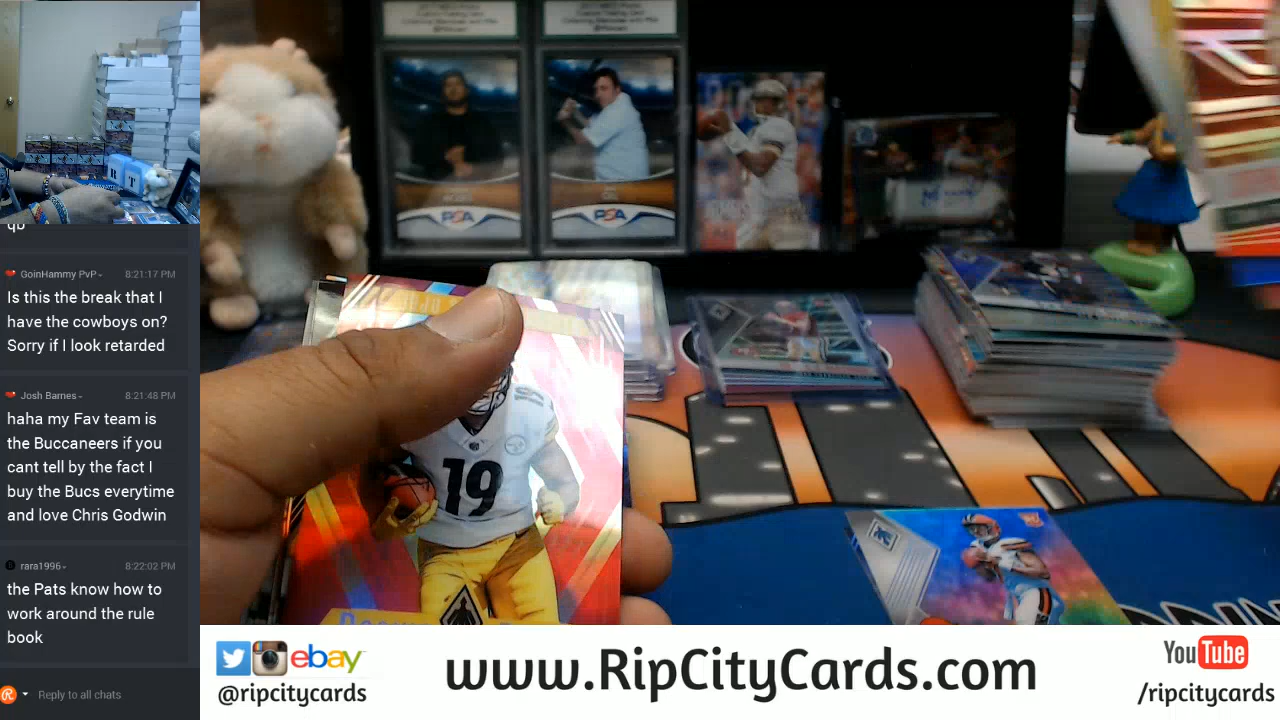 qb
GoinHammy PvP 8:21:17 PM
Is this the break that I
have the cowboys on?
Sorry if I look retarded
Josh Barnes 8:21:48 PM
haha my Fav team is
the Buccaneers if you
cant tell by the fact I
buy the Bucs everytime
and love Chris Godwin
rara1996 8:22:02 PM
the Pats know how to
work around the rule
book
Reply to all chats
PSA
PSA
19
19
ebay
@ripcitycards
www.RipCityCards.com
YouTube
/ripcitycards